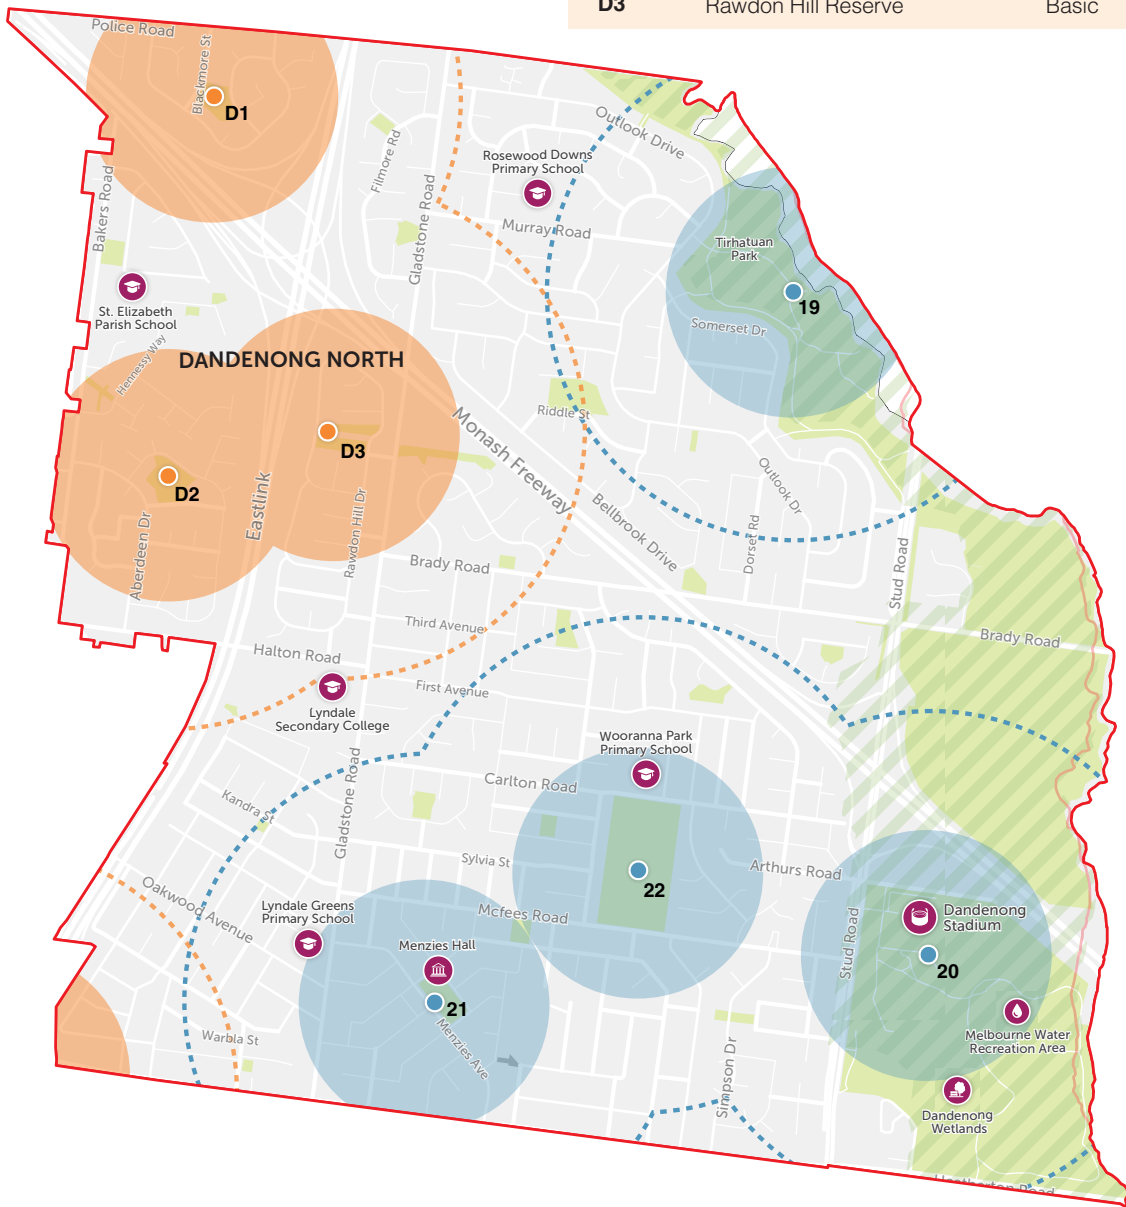 D3 Rawdon Hill Reserve Basic
Police Road
Blackmore St
D1
Outlook Drive
Filmore Rd
Rosewood Downs
Primary School
Bakers Road
Gladstone Road
Murray Road
Tirhatuan
Park
19
St. Elizabeth
Parish School
Somerset Dr
Hennessy Way
DANDENONG NORTH
Riddle St
Monash Freeway
D3
D2
Outlook Dr
Eastlink
Rawdon Hill Dr
Aberdeen Dr
Bellbrook Drive
Dorset Rd
Stud Road
Brady Road
Third Avenue
Brady Road
Halton Road
First Avenue
Lyndale
Secondary College
Wooranna Park
Primary School
Gladstone Road
Carlton Road
Kandra St
Sylvia St
Arthurs Road
22
Oakwood Avenue
Lyndale Greens
Primary School
Mcfees Road
Dandenong
Stadium
Stud Road
Menzies Hall
20
21
Menzies Ave
Warbla St
Melbourne Water
Recreation Area
Simpson Dr
Dandenong
Wetlands
Heatherton Road